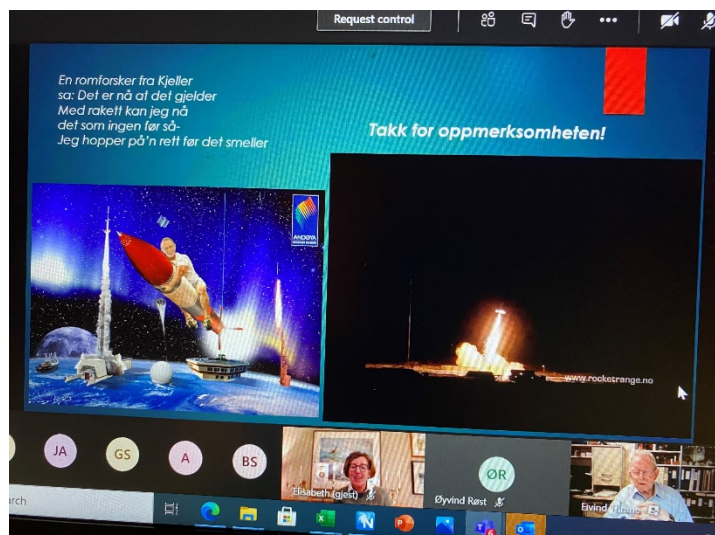 Request control
En romforsker fra Kjeller
sa: Det er nå at det gjelder
Med rakett kan jeg nå
det som ingen før så-
Jeg hopper på'n rett før det smeller
Takk for oppmerksomheten!
ANDØYA
www.rocketrange.no
JA
GS
A
BS
Elisabeth (gjest)
ØR
Øyvind Røst
Eivind
arch